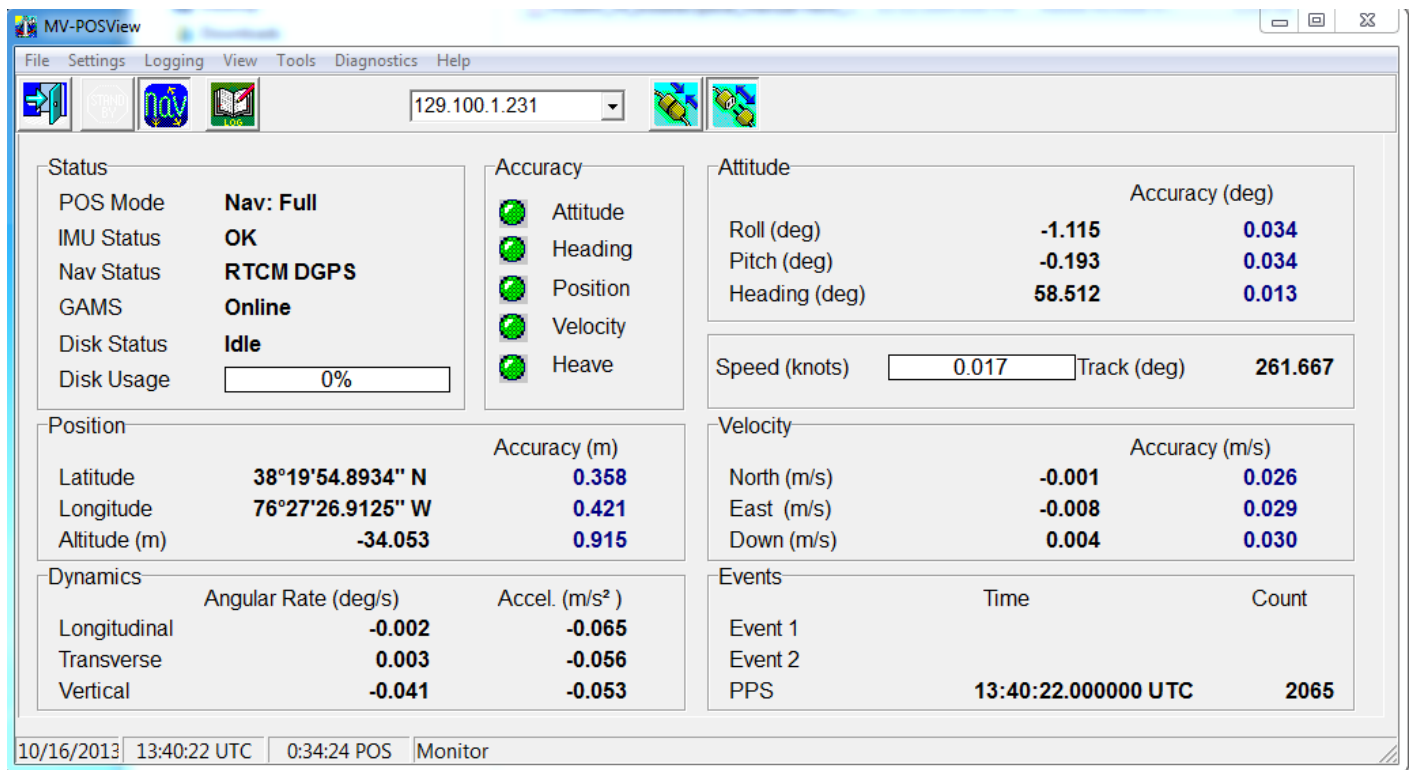 MV-POSView
File Settings Logging View Tools Diagnostics Help
STAND BY nav LOG 129.100.1.231
Status
POS Mode Nav: Full
IMU Status OK
Nav Status RTCM DGPS
GAMS Online
Disk Status Idle
Disk Usage 0%
Accuracy
Attitude
Heading
Position
Velocity
Heave
Attitude
Accuracy (deg)
Roll (deg) -1.115 0.034
Pitch (deg) -0.193 0.034
Heading (deg) 58.512 0.013
Speed (knots) 0.017 Track (deg) 261.667
Position
Accuracy (m)
Latitude 38°19'54.8934" N 0.358
Longitude 76°27'26.9125" W 0.421
Altitude (m) -34.053 0.915
Velocity
Accuracy (m/s)
North (m/s) -0.001 0.026
East (m/s) -0.008 0.029
Down (m/s) 0.004 0.030
Dynamics
Angular Rate (deg/s) Accel. (m/s²)
Longitudinal -0.002 -0.065
Transverse 0.003 -0.056
Vertical -0.041 -0.053
Events
Time Count
Event 1
Event 2
PPS 13:40:22.000000 UTC 2065
10/16/2013 13:40:22 UTC 0:34:24 POS Monitor